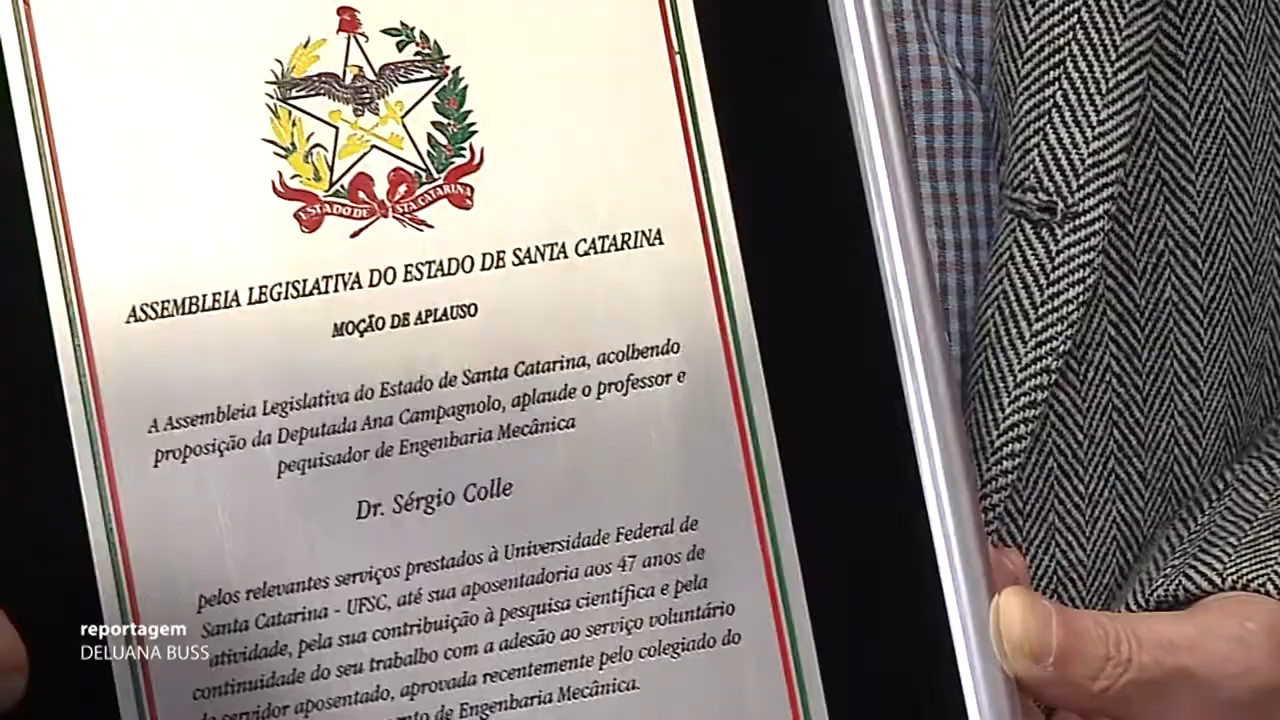 ESTADO DE STA. CATARINA
ASSEMBLEIA LEGISLATIVA DO ESTADO DE SANTA CATARINA
MOÇÃO DE APLAUSO
A Assembleia Legislativa do Estado de Santa Catarina, acolhendo
proposição da Deputada Ana Campagnolo, aplaude o professor e
pequisador de Engenharia Mecânica
Dr. Sérgio Colle
pelos relevantes serviços prestados à Universidade Federal de
Santa Catarina - UFSC, até sua aposentadoria aos 47 anos de
atividade, pela sua contribuição à pesquisa científica e pela
continuidade do seu trabalho com a adesão ao serviço voluntário
servidor aposentado, aprovada recentemente pelo colegiado do
de Engenharia Mecânica.
reportagem
DELUANA BUSS